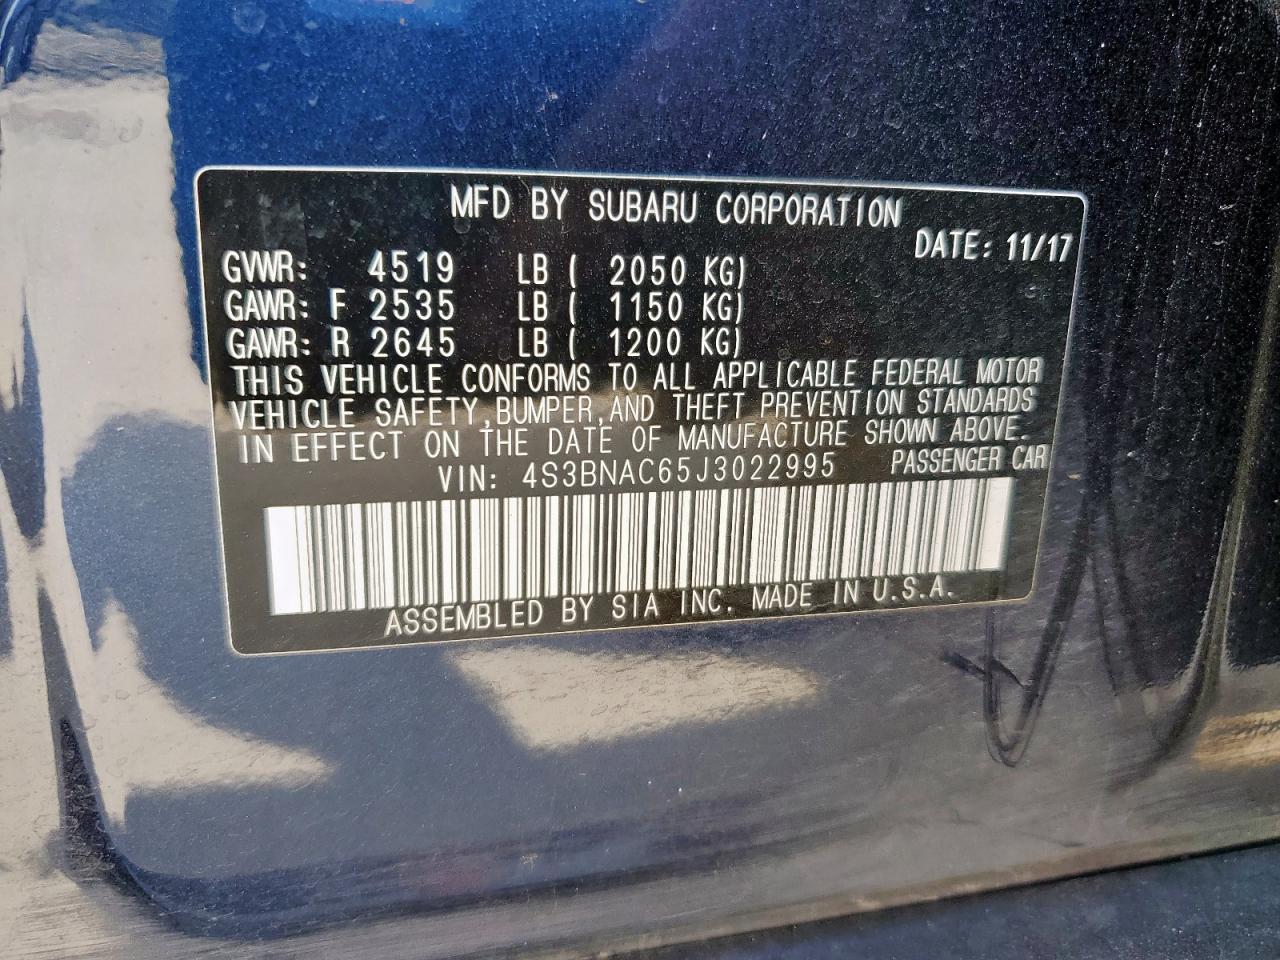 MFD BY SUBARU CORPORATION
DATE: 11/17
GVWR: 4519 LB ( 2050 KG)
GAWR: F 2535 LB ( 1150 KG)
GAWR: R 2645 LB ( 1200 KG)
THIS VEHICLE CONFORMS TO ALL APPLICABLE FEDERAL MOTOR
VEHICLE SAFETY, BUMPER, AND THEFT PREVENTION STANDARDS
IN EFFECT ON THE DATE OF MANUFACTURE SHOWN ABOVE.
VIN: 4S3BNAC65J3022995 PASSENGER CAR
ASSEMBLED BY SIA INC. MADE IN U.S.A.